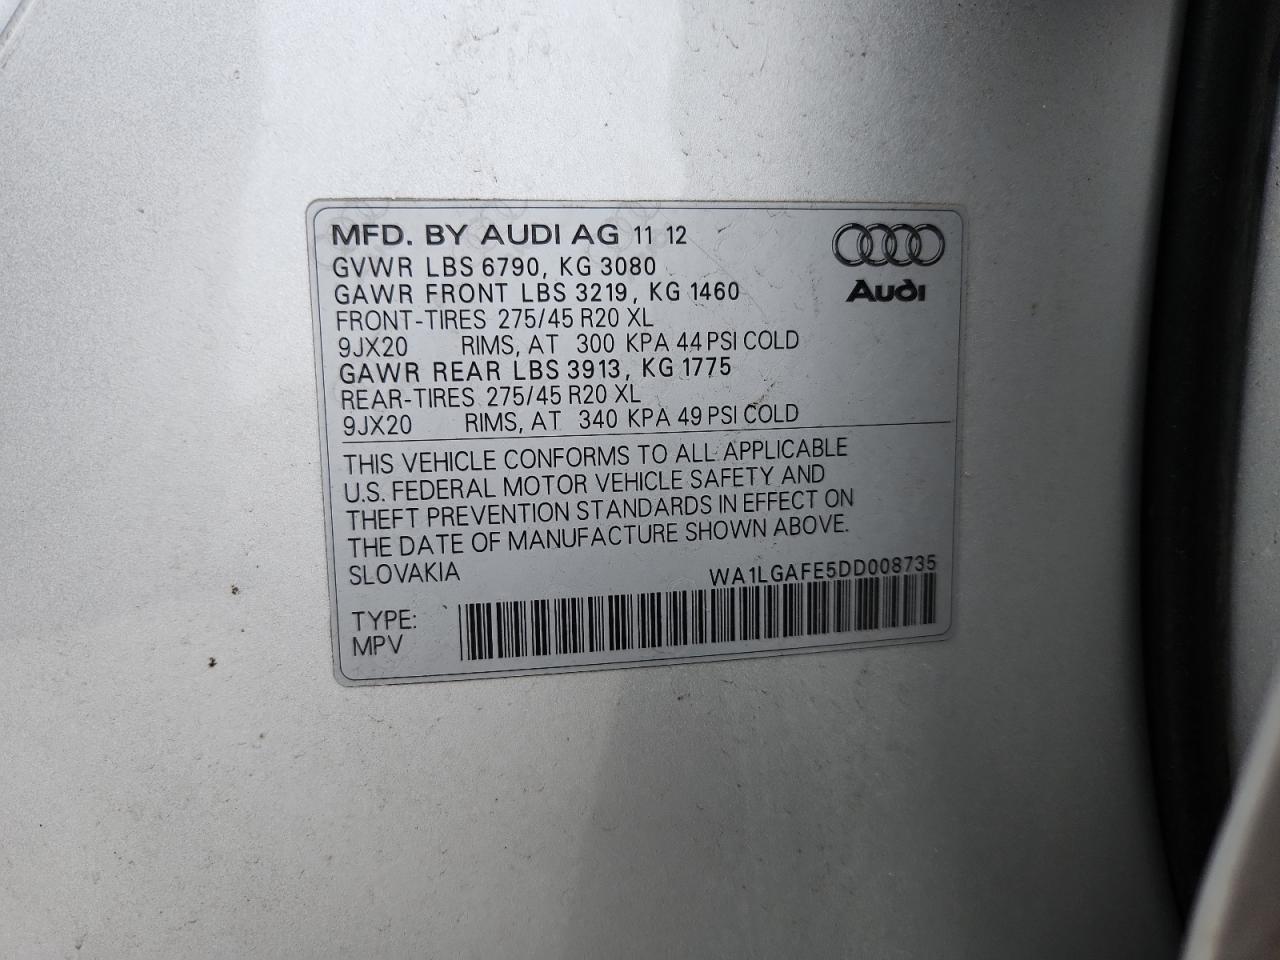 MFD. BY AUDI AG 11 12
GVWR LBS 6790, KG 3080
GAWR FRONT LBS 3219, KG 1460
FRONT-TIRES 275/45 R20 XL
9JX20 RIMS, AT 300 KPA 44 PSI COLD
GAWR REAR LBS 3913, KG 1775
REAR-TIRES 275/45 R20 XL
9JX20 RIMS, AT 340 KPA 49 PSI COLD
Audi
THIS VEHICLE CONFORMS TO ALL APPLICABLE
U.S. FEDERAL MOTOR VEHICLE SAFETY AND
THEFT PREVENTION STANDARDS IN EFFECT ON
THE DATE OF MANUFACTURE SHOWN ABOVE.
SLOVAKIA WA1LGAFE5DD008735
TYPE:
MPV